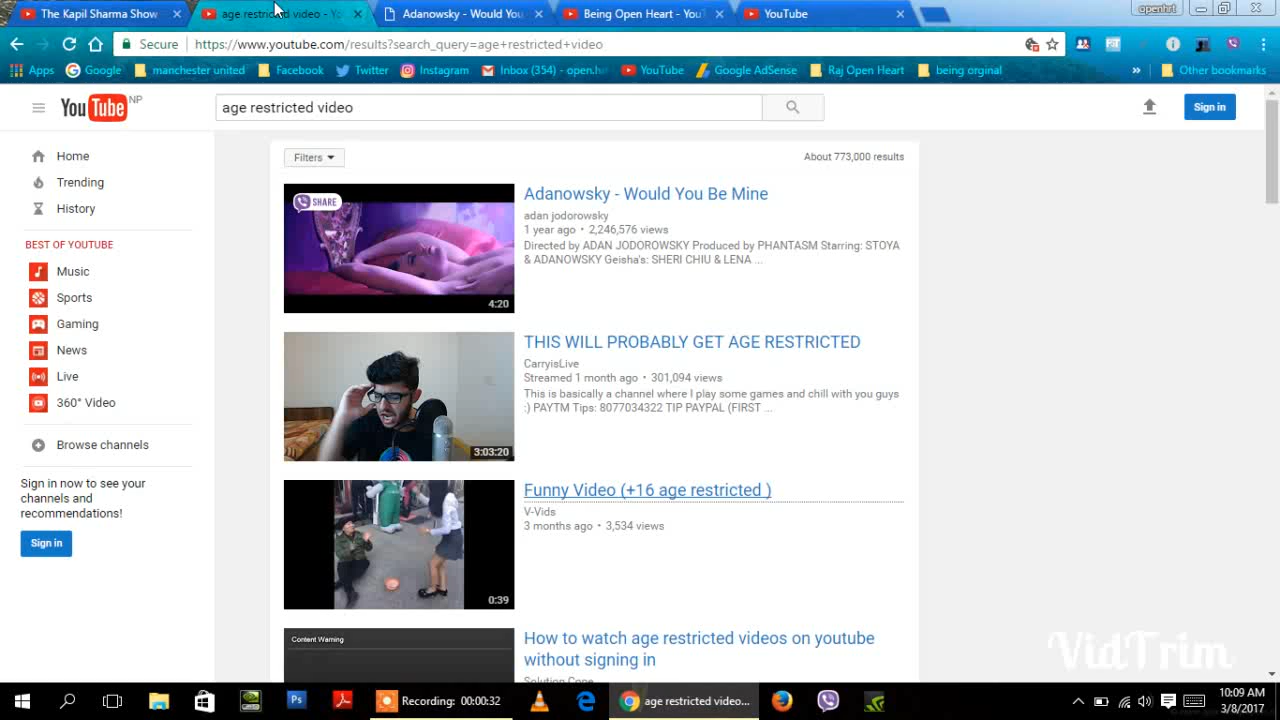 The Kapil Sharma Show
age restricted video - Yo
Adanowsky - Would You
Being Open Heart - YouT
YouTube
openhrt
Secure
https://www.youtube.com/results?search_query=age+restricted+video
Apps
Google
manchester united
Facebook
Twitter
Instagram
Inbox (354) - open.ha
YouTube
Google AdSense
Raj Open Heart
being orginal
»
Other bookmarks
YouTube NP
age restricted video
Sign in
Home
Trending
History
BEST OF YOUTUBE
Music
Sports
Gaming
News
Live
360° Video
Browse channels
Sign in now to see your
channels and
recommendations!
Sign in
Filters
About 773,000 results
SHARE
4:20
Adanowsky - Would You Be Mine
adan jodorowsky
1 year ago • 2,246,576 views
Directed by ADAN JODOROWSKY Produced by PHANTASM Starring: STOYA
& ADANOWSKY Geisha's: SHERI CHIU & LENA ...
3:03:20
THIS WILL PROBABLY GET AGE RESTRICTED
CarryisLive
Streamed 1 month ago • 301,094 views
This is basically a channel where I play some games and chill with you guys
:) PAYTM Tips: 8077034322 TIP PAYPAL (FIRST ...
0:39
Funny Video (+16 age restricted )
V-Vids
3 months ago • 3,534 views
Content Warning
How to watch age restricted videos on youtube
without signing in
Solution Cone
VidTrim
Ps
Recording: 00:00:32
age restricted video...
10:09 AM
3/8/2017